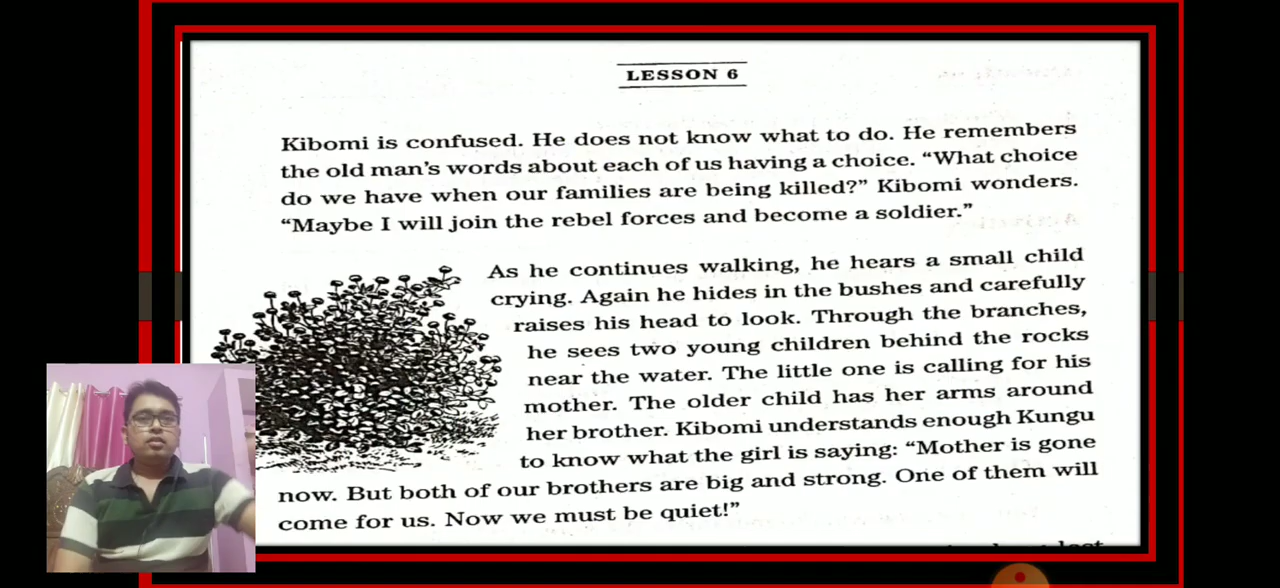 LESSON 6
Kibomi is confused. He does not know what to do. He remembers
the old man's words about each of us having a choice. “What choice
do we have when our families are being killed?” Kibomi wonders.
“Maybe I will join the rebel forces and become a soldier.”
As he continues walking, he hears a small child
crying. Again he hides in the bushes and carefully
raises his head to look. Through the branches,
he sees two young children behind the rocks
near the water. The little one is calling for his
mother. The older child has her arms around
her brother. Kibomi understands enough Kungu
to know what the girl is saying: “Mother is gone
now. But both of our brothers are big and strong. One of them will
come for us. Now we must be quiet!”